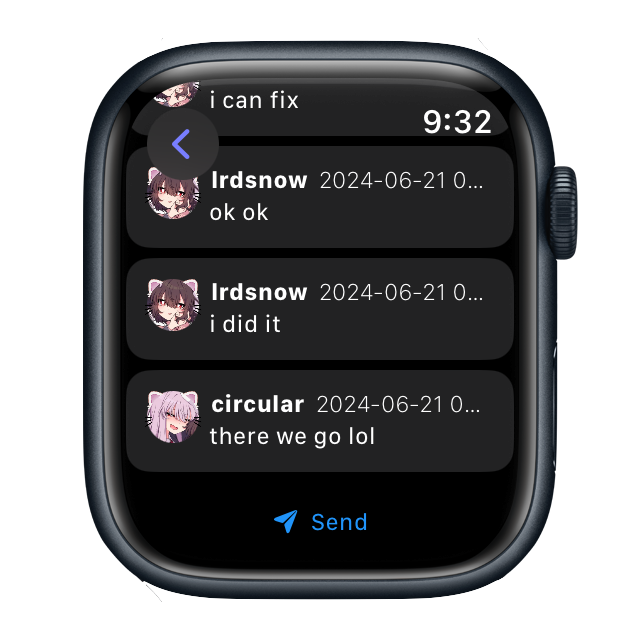 i can fix
9:32
lrdsnow 2024-06-21 0...
ok ok
lrdsnow 2024-06-21 0...
i did it
circular 2024-06-21 0...
there we go lol
Send